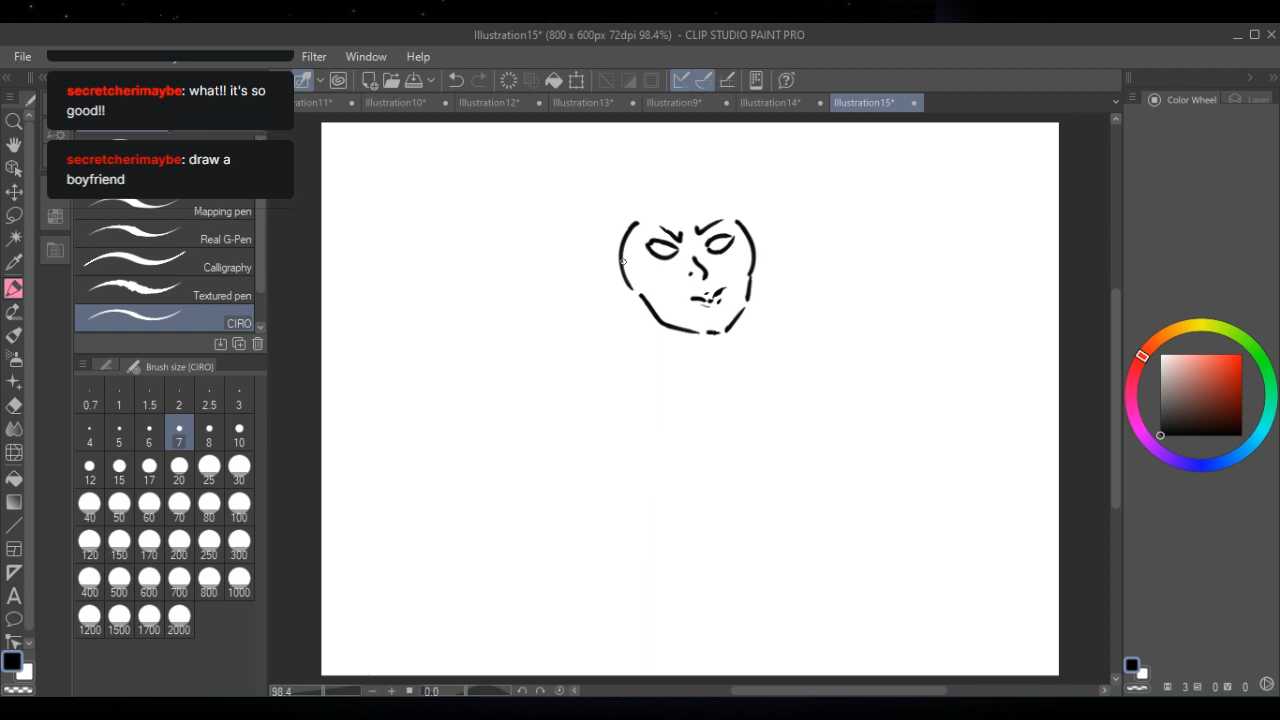 Illustration15* (800 x 600px 72dpi 98.4%) - CLIP STUDIO PAINT PRO
File Filter Window Help
secretcherimaybe: what!! it's so
good!!
Illustration10* Illustration12* Illustration13* Illustration9* Illustration14* Illustration15*
Color Wheel Layer
secretcherimaybe: draw a
boyfriend
Mapping pen
Real G-Pen
Calligraphy
Textured pen
CIRO
Brush size [CIRO]
0.7 1 1.5 2 2.5 3
4 5 6 7 8 10
12 15 17 20 25 30
40 50 60 70 80 100
120 150 170 200 250 300
400 500 600 700 800 1000
1200 1500 1700 2000
98.4 0.0
3 0 0